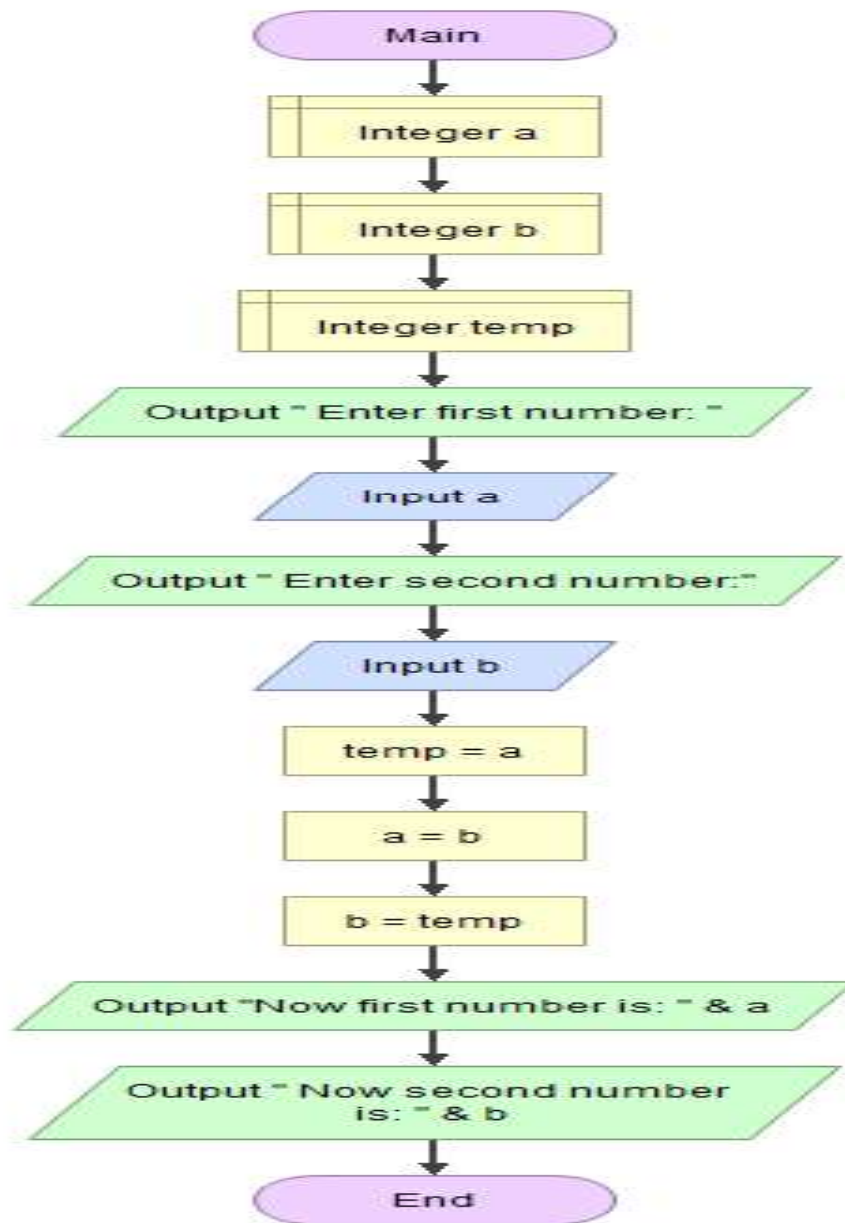 Main
Integer a
Integer b
Integer temp
Output " Enter first number: "
Input a
Output " Enter second number:"
Input b
temp = a
a = b
b = temp
Output "Now first number is: " & a
Output " Now second number
is: " & b
End